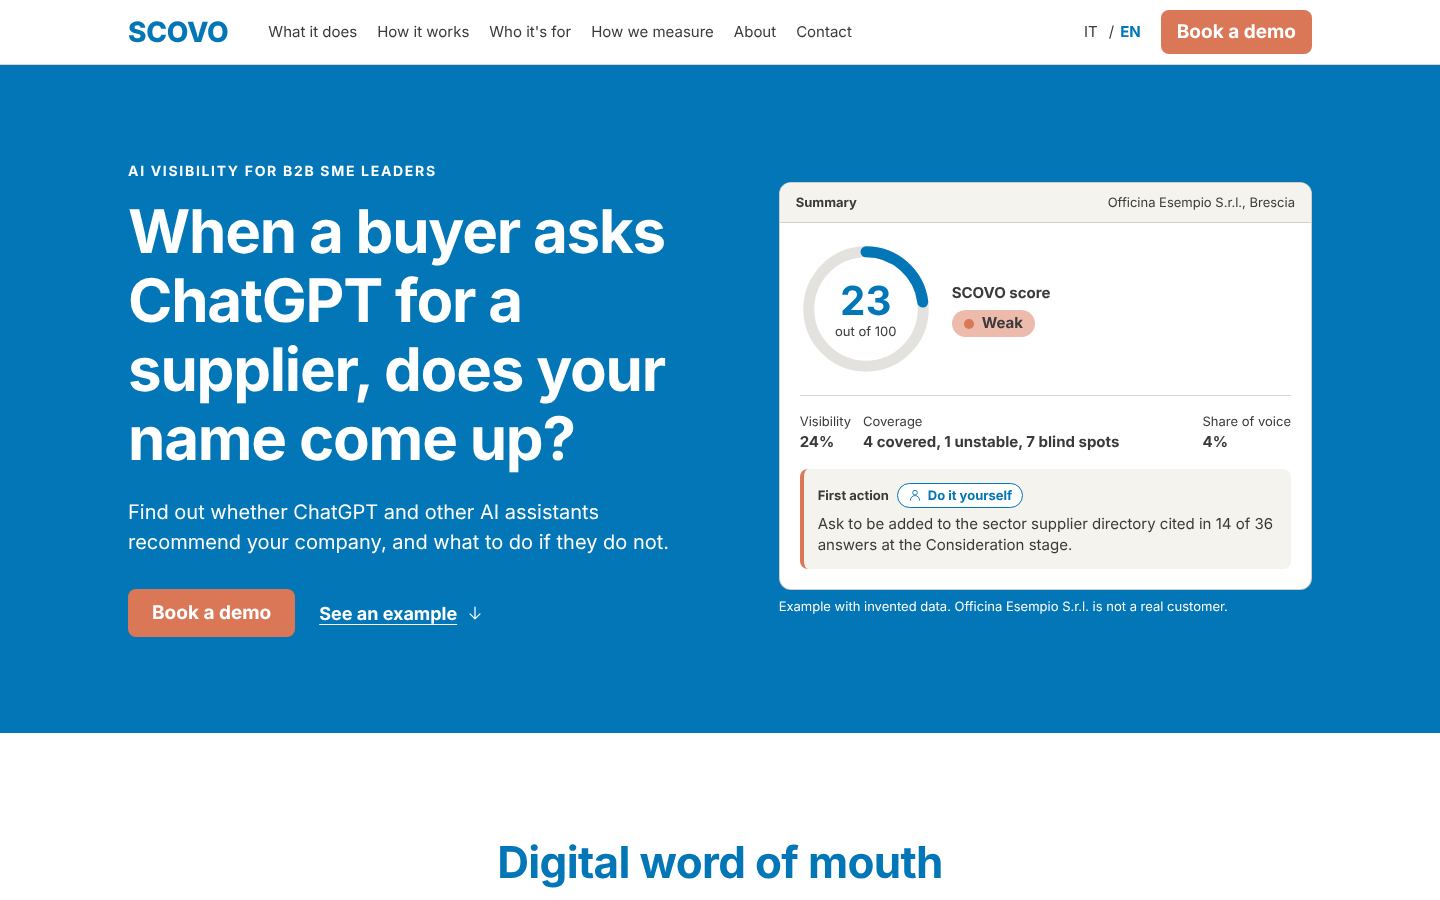 SCOVO
What it does
How it works
Who it's for
How we measure
About
Contact
IT / EN
Book a demo
AI VISIBILITY FOR B2B SME LEADERS
When a buyer asks
ChatGPT for a
supplier, does your
name come up?
Find out whether ChatGPT and other AI assistants
recommend your company, and what to do if they do not.
Book a demo
See an example ↓
Summary
Officina Esempio S.r.l., Brescia
23
out of 100
SCOVO score
Weak
Visibility
24%
Coverage
4 covered, 1 unstable, 7 blind spots
Share of voice
4%
First action
Do it yourself
Ask to be added to the sector supplier directory cited in 14 of 36
answers at the Consideration stage.
Example with invented data. Officina Esempio S.r.l. is not a real customer.
Digital word of mouth